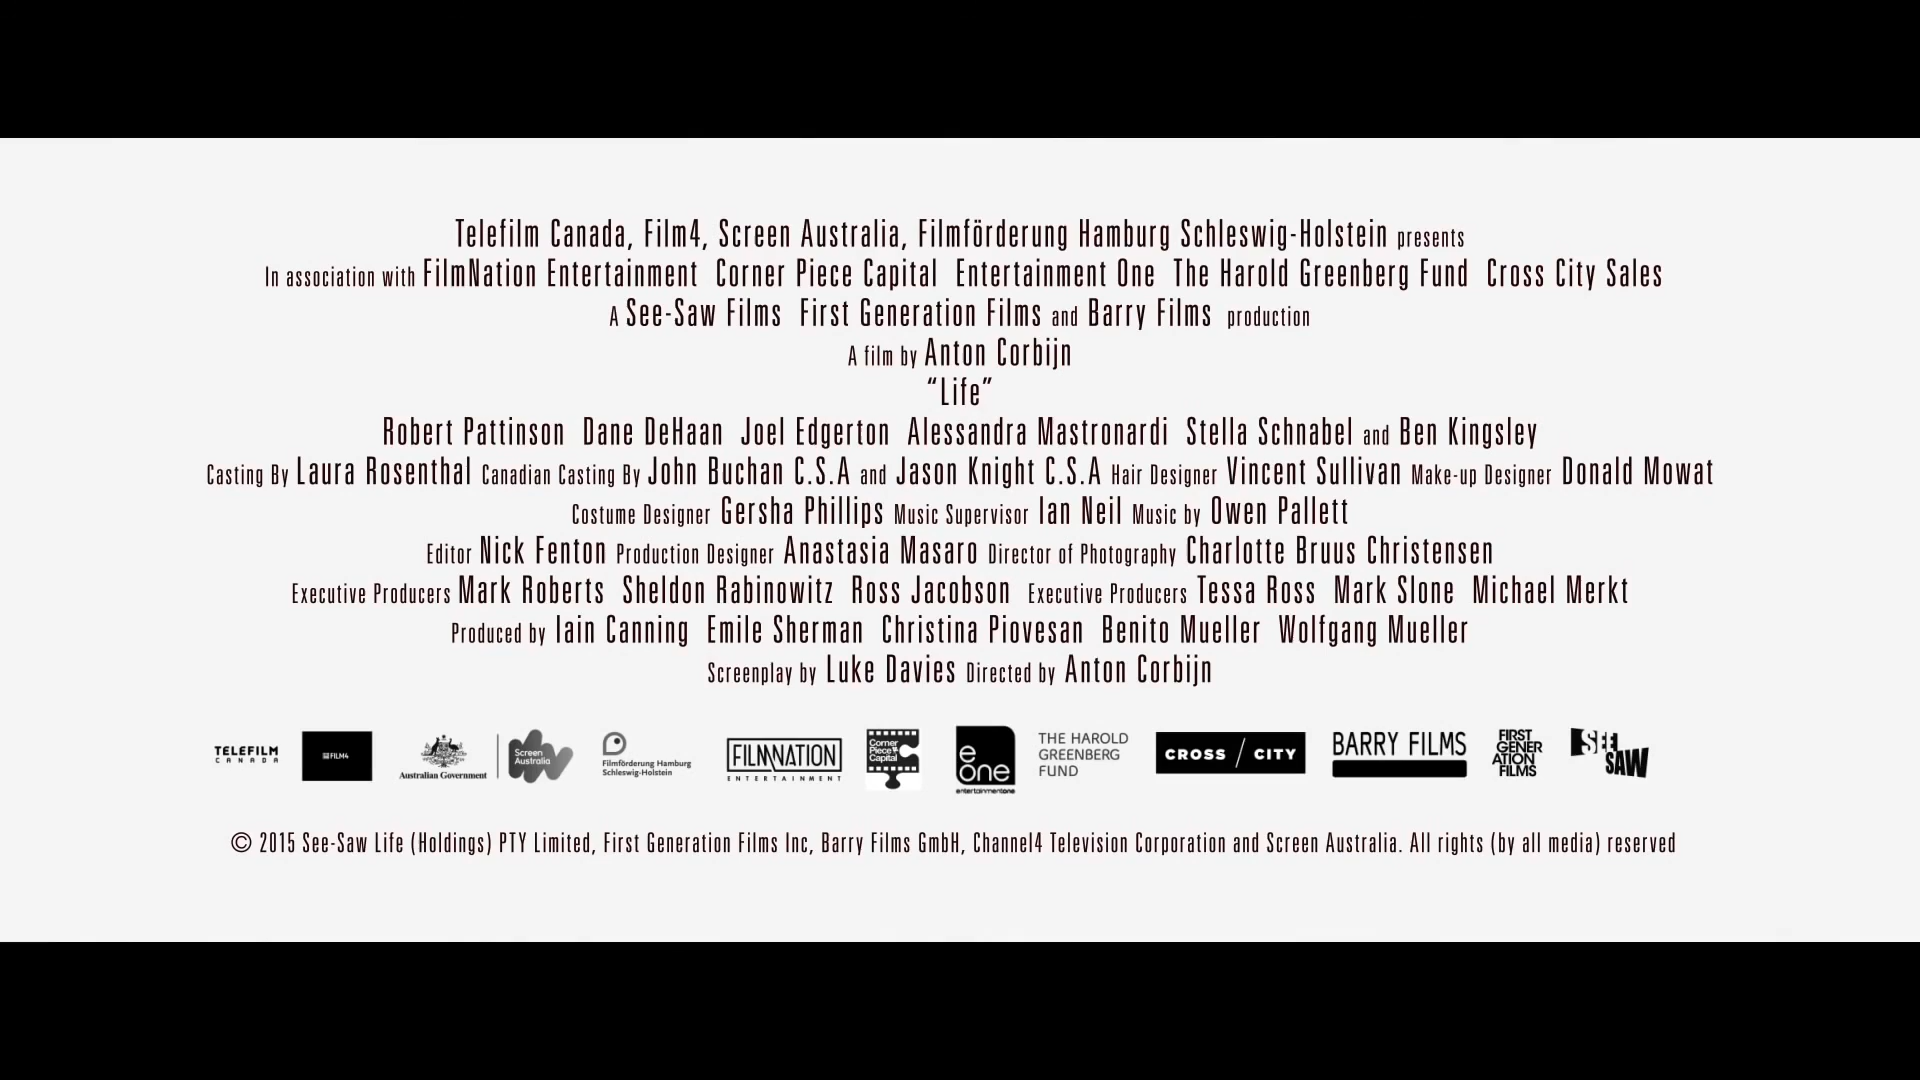 Telefilm Canada, Film4, Screen Australia, Filmförderung Hamburg Schleswig-Holstein presents
In association with FilmNation Entertainment Corner Piece Capital Entertainment One The Harold Greenberg Fund Cross City Sales
A See-Saw Films First Generation Films and Barry Films production
A film by Anton Corbijn
“Life”
Robert Pattinson Dane DeHaan Joel Edgerton Alessandra Mastronardi Stella Schnabel and Ben Kingsley
Casting By Laura Rosenthal Canadian Casting By John Buchan C.S.A and Jason Knight C.S.A Hair Designer Vincent Sullivan Make-up Designer Donald Mowat
Costume Designer Gersha Phillips Music Supervisor Ian Neil Music by Owen Pallett
Editor Nick Fenton Production Designer Anastasia Masaro Director of Photography Charlotte Bruus Christensen
Executive Producers Mark Roberts Sheldon Rabinowitz Ross Jacobson Executive Producers Tessa Ross Mark Slone Michael Merkt
Produced by Iain Canning Emile Sherman Christina Piovesan Benito Mueller Wolfgang Mueller
Screenplay by Luke Davies Directed by Anton Corbijn
TELEFILM
CANADA
FILM4
Australian Government
Screen
Australia
Filmförderung Hamburg
Schleswig-Holstein
FILMNATION
ENTERTAINMENT
Corner
Piece
Capital
e
one
entertainmentone
THE HAROLD
GREENBERG
FUND
CROSS / CITY
BARRY FILMS
FIRST
GENER
ATION
FILMS
SEE
SAW
© 2015 See-Saw Life (Holdings) PTY Limited, First Generation Films Inc, Barry Films GmbH, Channel4 Television Corporation and Screen Australia. All rights (by all media) reserved